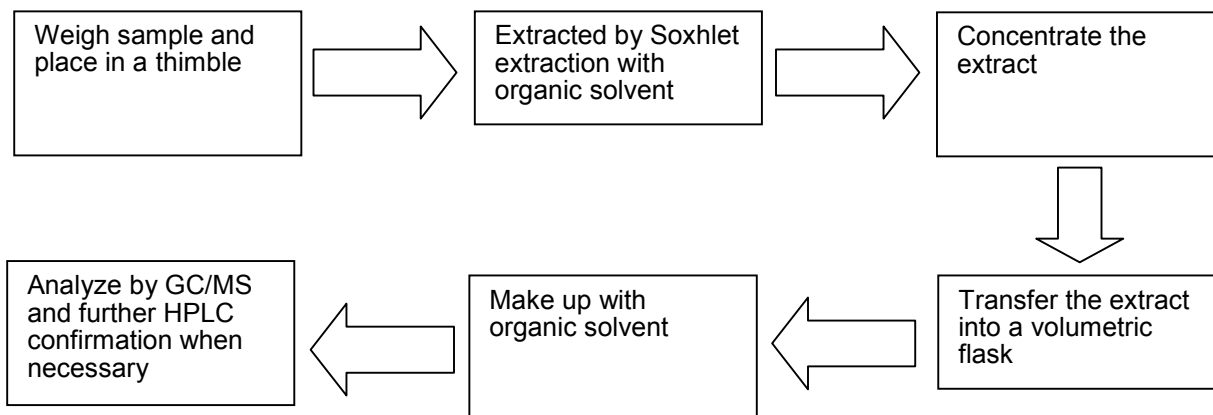 Weigh sample and
place in a thimble
Extracted by Soxhlet
extraction with
organic solvent
Concentrate the
extract
Transfer the extract
into a volumetric
flask
Make up with
organic solvent
Analyze by GC/MS
and further HPLC
confirmation when
necessary